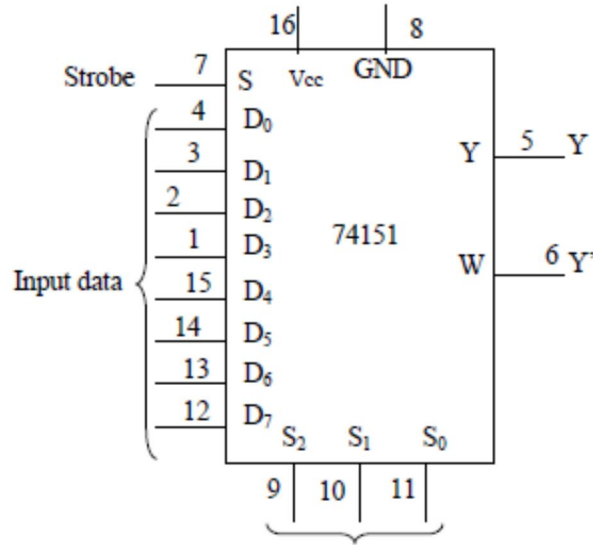 16 8
7 Vcc GND
Strobe S
4 D₀
3 D₁
2 D₂
1 D₃
Input data
15 D₄
14 D₅
13 D₆
12 D₇
74151
Y 5 Y
W 6 Y'
S₂ S₁ S₀
9 10 11